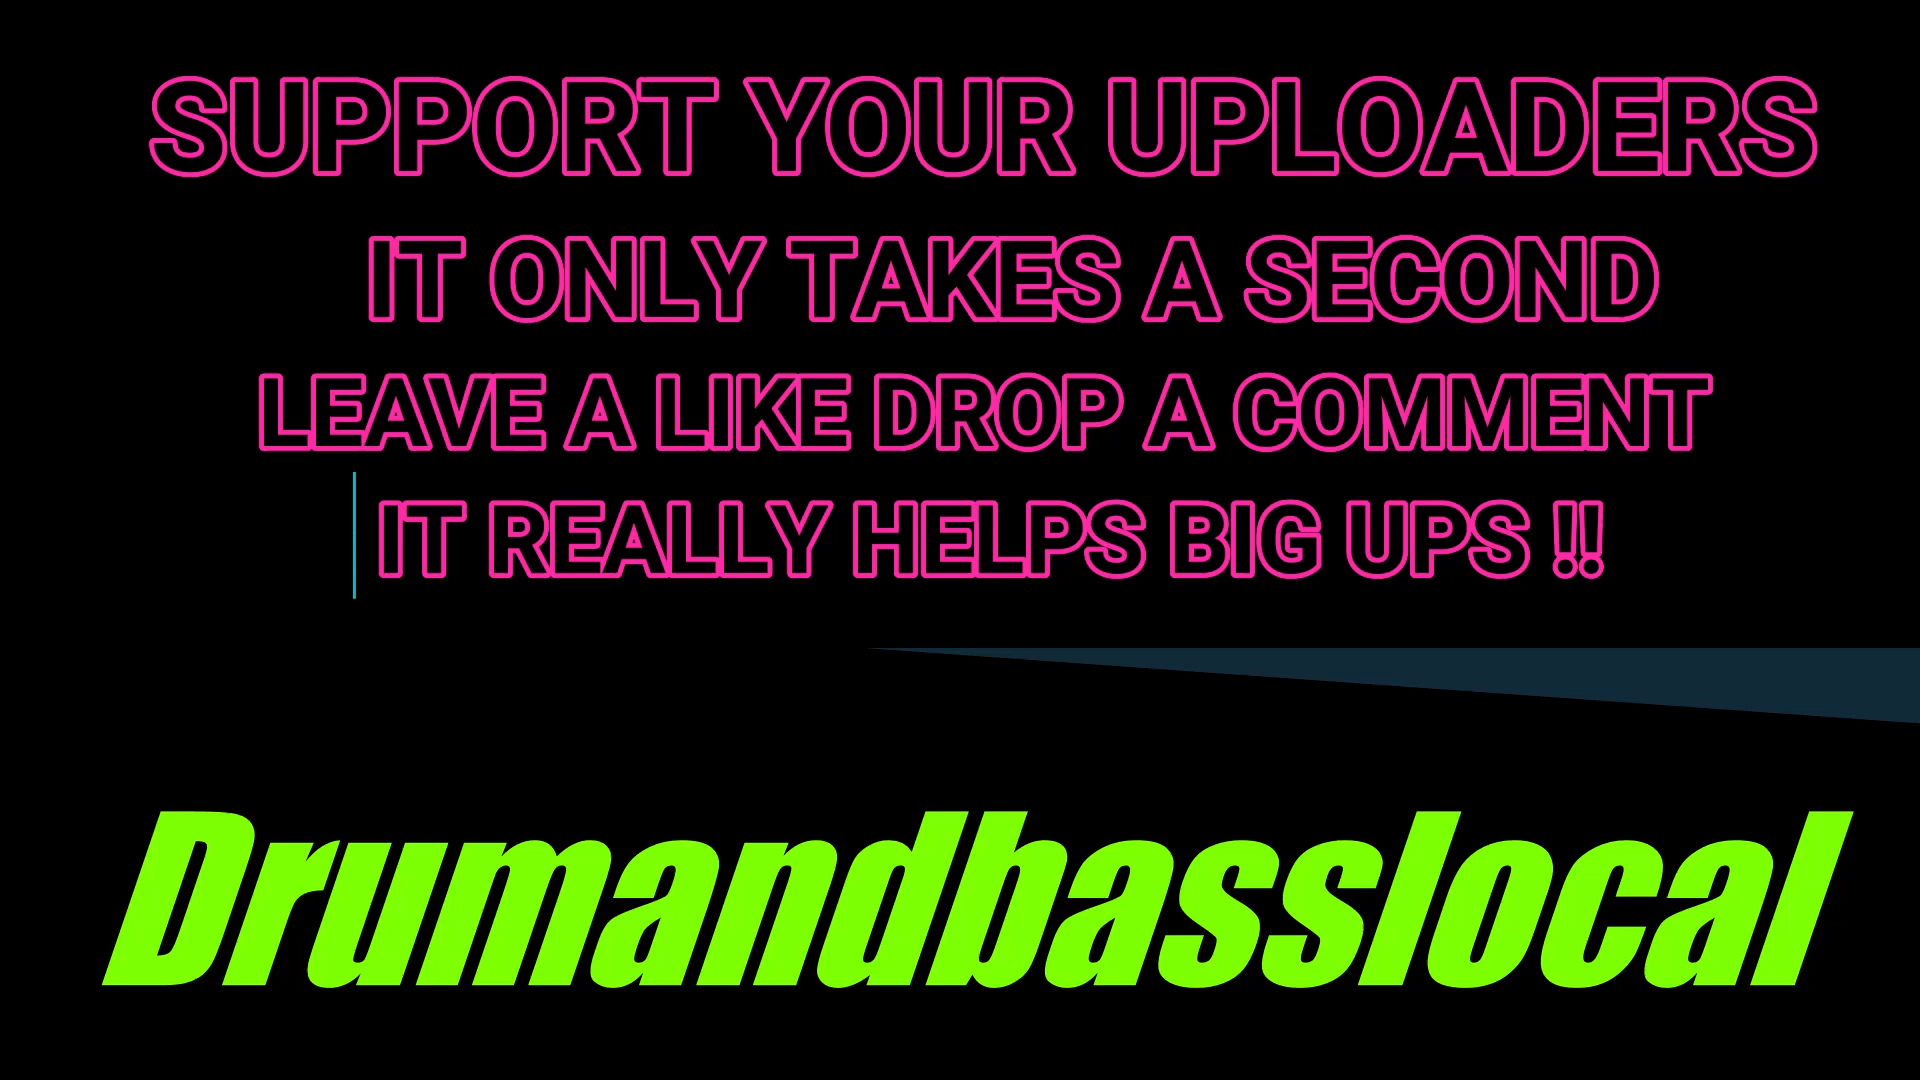 SUPPORT YOUR UPLOADERS
IT ONLY TAKES A SECOND
LEAVE A LIKE DROP A COMMENT
IT REALLY HELPS BIG UPS !!
Drumandbasslocal